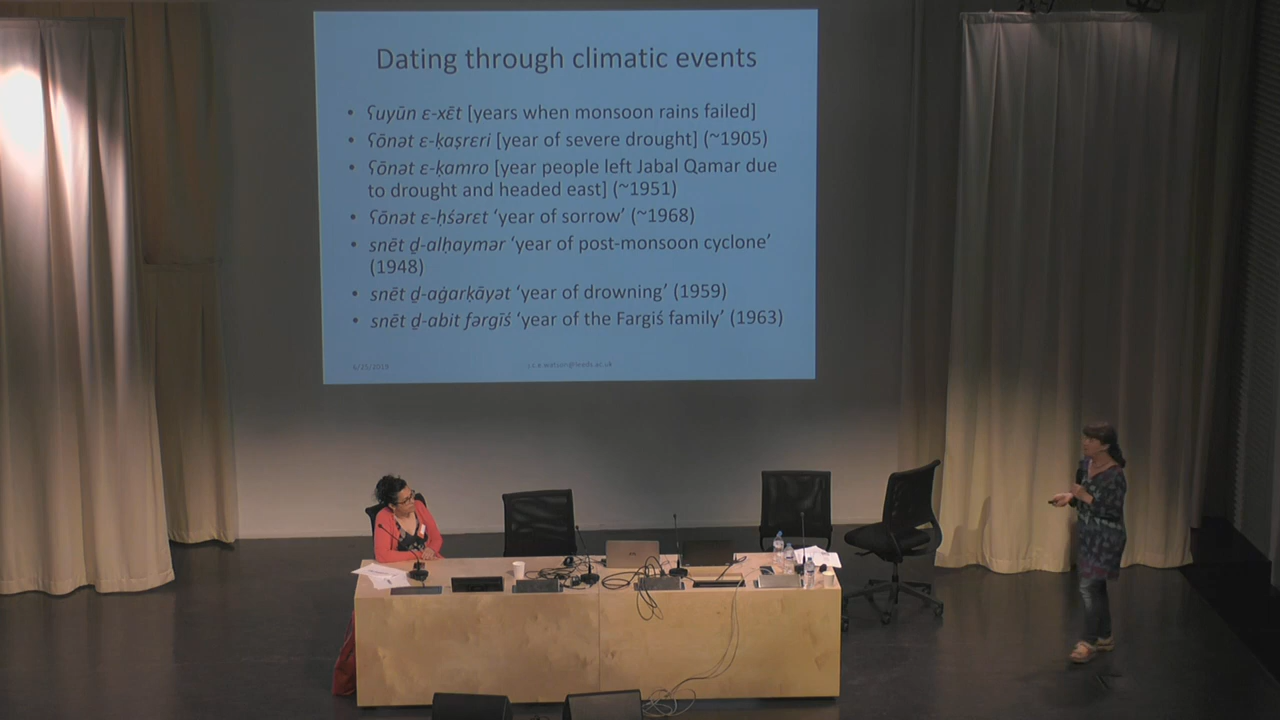 Dating through climatic events
• ʕuyūn ɛ-xēt [years when monsoon rains failed]
• ʕōnət ɛ-ḳaṣrɛri [year of severe drought] (~1905)
• ʕōnət ɛ-ḳamro [year people left Jabal Qamar due
to drought and headed east] (~1951)
• ʕōnət ɛ-ḥśərɛt ‘year of sorrow’ (~1968)
• snēt ḏ-alḥaymər ‘year of post-monsoon cyclone’
(1948)
• snēt ḏ-aġarḳāyət ‘year of drowning’ (1959)
• snēt ḏ-abit fərgīś ‘year of the Fargiś family’ (1963)